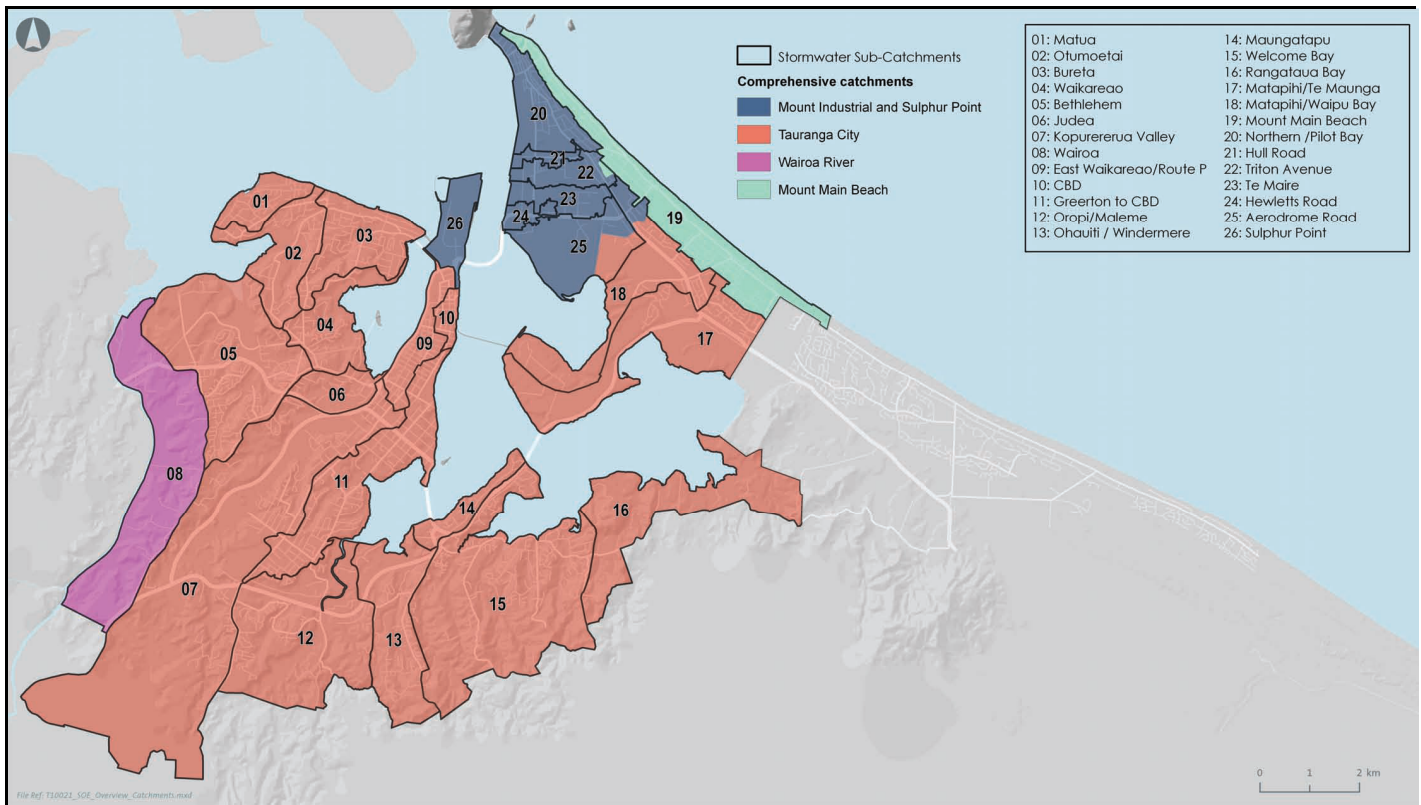 Stormwater Sub-Catchments
Comprehensive catchments
Mount Industrial and Sulphur Point
Tauranga City
Wairoa River
Mount Main Beach
01: Matua
02: Otumoetai
03: Bureta
04: Waikareao
05: Bethlehem
06: Judea
07: Kopurererua Valley
08: Wairoa
09: East Waikareao/Route P
10: CBD
11: Greerton to CBD
12: Oropi/Maleme
13: Ohauiti / Windermere
14: Maungatapu
15: Welcome Bay
16: Rangataua Bay
17: Matapihi/Te Maunga
18: Matapihi/Waipu Bay
19: Mount Main Beach
20: Northern /Pilot Bay
21: Hull Road
22: Triton Avenue
23: Te Maire
24: Hewletts Road
25: Aerodrome Road
26: Sulphur Point
20
21
22
23
24
19
25
26
01
03
02
18
10
04
09
17
05
06
08
11
14
16
07
15
12
13
0 1 2 km
File Ref: T10021_SOE_Overview_Catchments.mxd